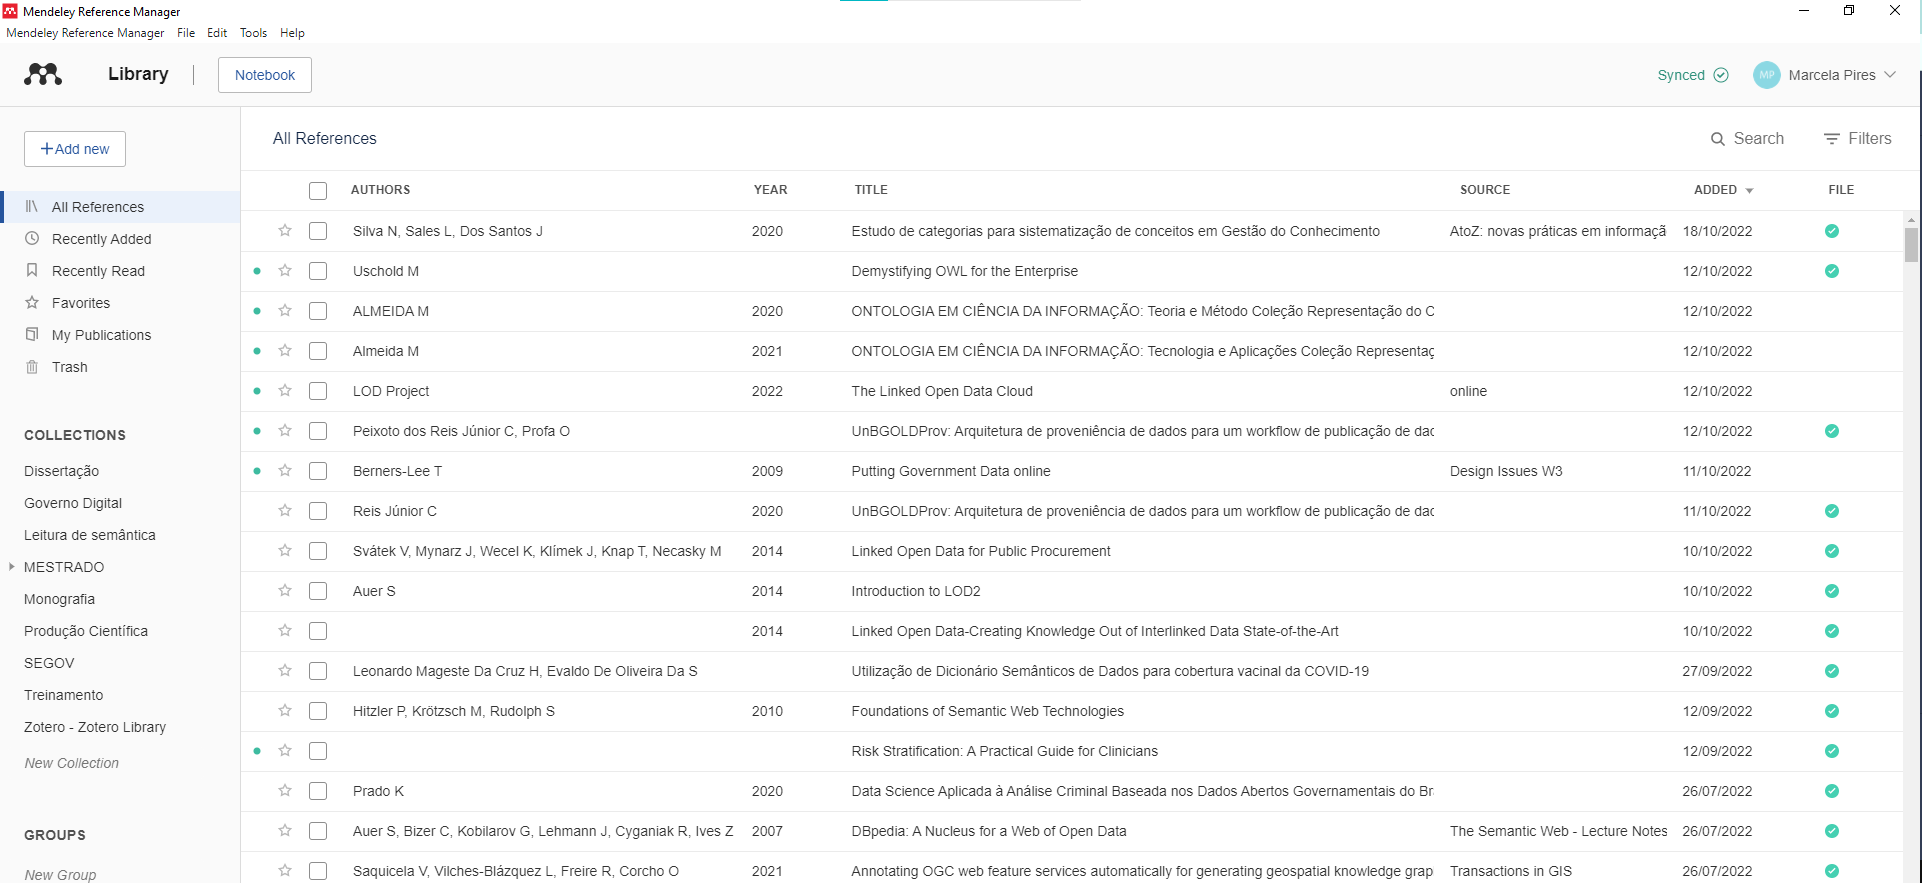 Mendeley Reference Manager
Mendeley Reference Manager File Edit Tools Help
Library Notebook Synced MP Marcela Pires
Add new
All References
Recently Added
Recently Read
Favorites
My Publications
Trash
COLLECTIONS
Dissertação
Governo Digital
Leitura de semântica
MESTRADO
Monografia
Produção Científica
SEGOV
Treinamento
Zotero - Zotero Library
New Collection
GROUPS
New Group
All References Search Filters
AUTHORS YEAR TITLE SOURCE ADDED FILE
Silva N, Sales L, Dos Santos J 2020 Estudo de categorias para sistematização de conceitos em Gestão do Conhecimento AtoZ: novas práticas em informaçã 18/10/2022
Uschold M Demystifying OWL for the Enterprise 12/10/2022
ALMEIDA M 2020 ONTOLOGIA EM CIÊNCIA DA INFORMAÇÃO: Teoria e Método Coleção Representação do C 12/10/2022
Almeida M 2021 ONTOLOGIA EM CIÊNCIA DA INFORMAÇÃO: Tecnologia e Aplicações Coleção Representaç 12/10/2022
LOD Project 2022 The Linked Open Data Cloud online 12/10/2022
Peixoto dos Reis Júnior C, Profa O UnBGOLDProv: Arquitetura de proveniência de dados para um workflow de publicação de dac 12/10/2022
Berners-Lee T 2009 Putting Government Data online Design Issues W3 11/10/2022
Reis Júnior C 2020 UnBGOLDProv: Arquitetura de proveniência de dados para um workflow de publicação de dac 11/10/2022
Svátek V, Mynarz J, Wecel K, Klímek J, Knap T, Necasky M 2014 Linked Open Data for Public Procurement 10/10/2022
Auer S 2014 Introduction to LOD2 10/10/2022
2014 Linked Open Data-Creating Knowledge Out of Interlinked Data State-of-the-Art 10/10/2022
Leonardo Mageste Da Cruz H, Evaldo De Oliveira Da S Utilização de Dicionário Semânticos de Dados para cobertura vacinal da COVID-19 27/09/2022
Hitzler P, Krötzsch M, Rudolph S 2010 Foundations of Semantic Web Technologies 12/09/2022
Risk Stratification: A Practical Guide for Clinicians 12/09/2022
Prado K 2020 Data Science Aplicada à Análise Criminal Baseada nos Dados Abertos Governamentais do Br 26/07/2022
Auer S, Bizer C, Kobilarov G, Lehmann J, Cyganiak R, Ives Z 2007 DBpedia: A Nucleus for a Web of Open Data The Semantic Web - Lecture Notes 26/07/2022
Saquicela V, Vilches-Blázquez L, Freire R, Corcho O 2021 Annotating OGC web feature services automatically for generating geospatial knowledge grap Transactions in GIS 26/07/2022